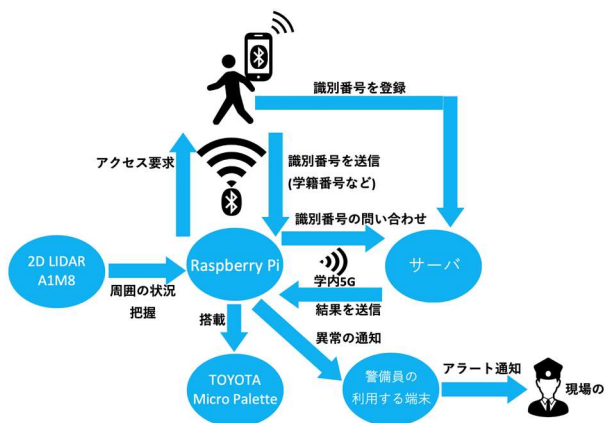 識別番号を登録
アクセス要求
識別番号を送信
(学籍番号など)
識別番号の問い合わせ
2D LIDAR
A1M8
Raspberry Pi
サーバ
学内5G
周囲の状況
把握
結果を送信
搭載
異常の通知
TOYOTA
Micro Palette
警備員の
利用する端末
アラート通知
現場の